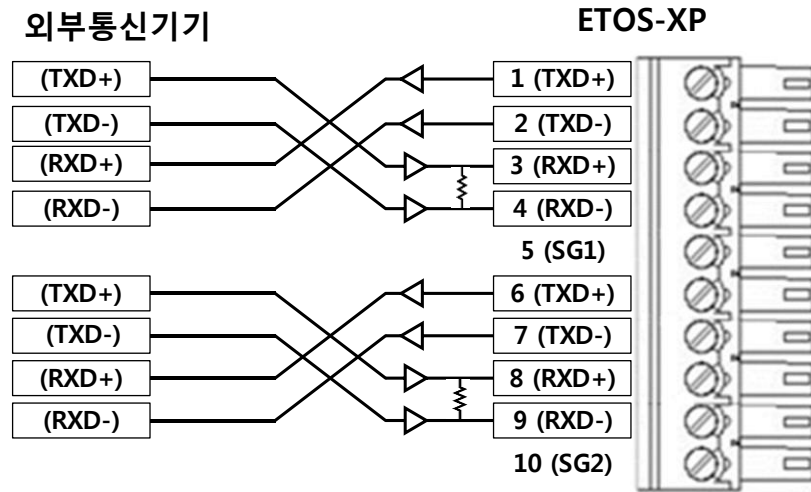 외부통신기기
ETOS-XP
(TXD+)
1 (TXD+)
(TXD-)
2 (TXD-)
(RXD+)
3 (RXD+)
(RXD-)
4 (RXD-)
5 (SG1)
(TXD+)
6 (TXD+)
(TXD-)
7 (TXD-)
(RXD+)
8 (RXD+)
(RXD-)
9 (RXD-)
10 (SG2)